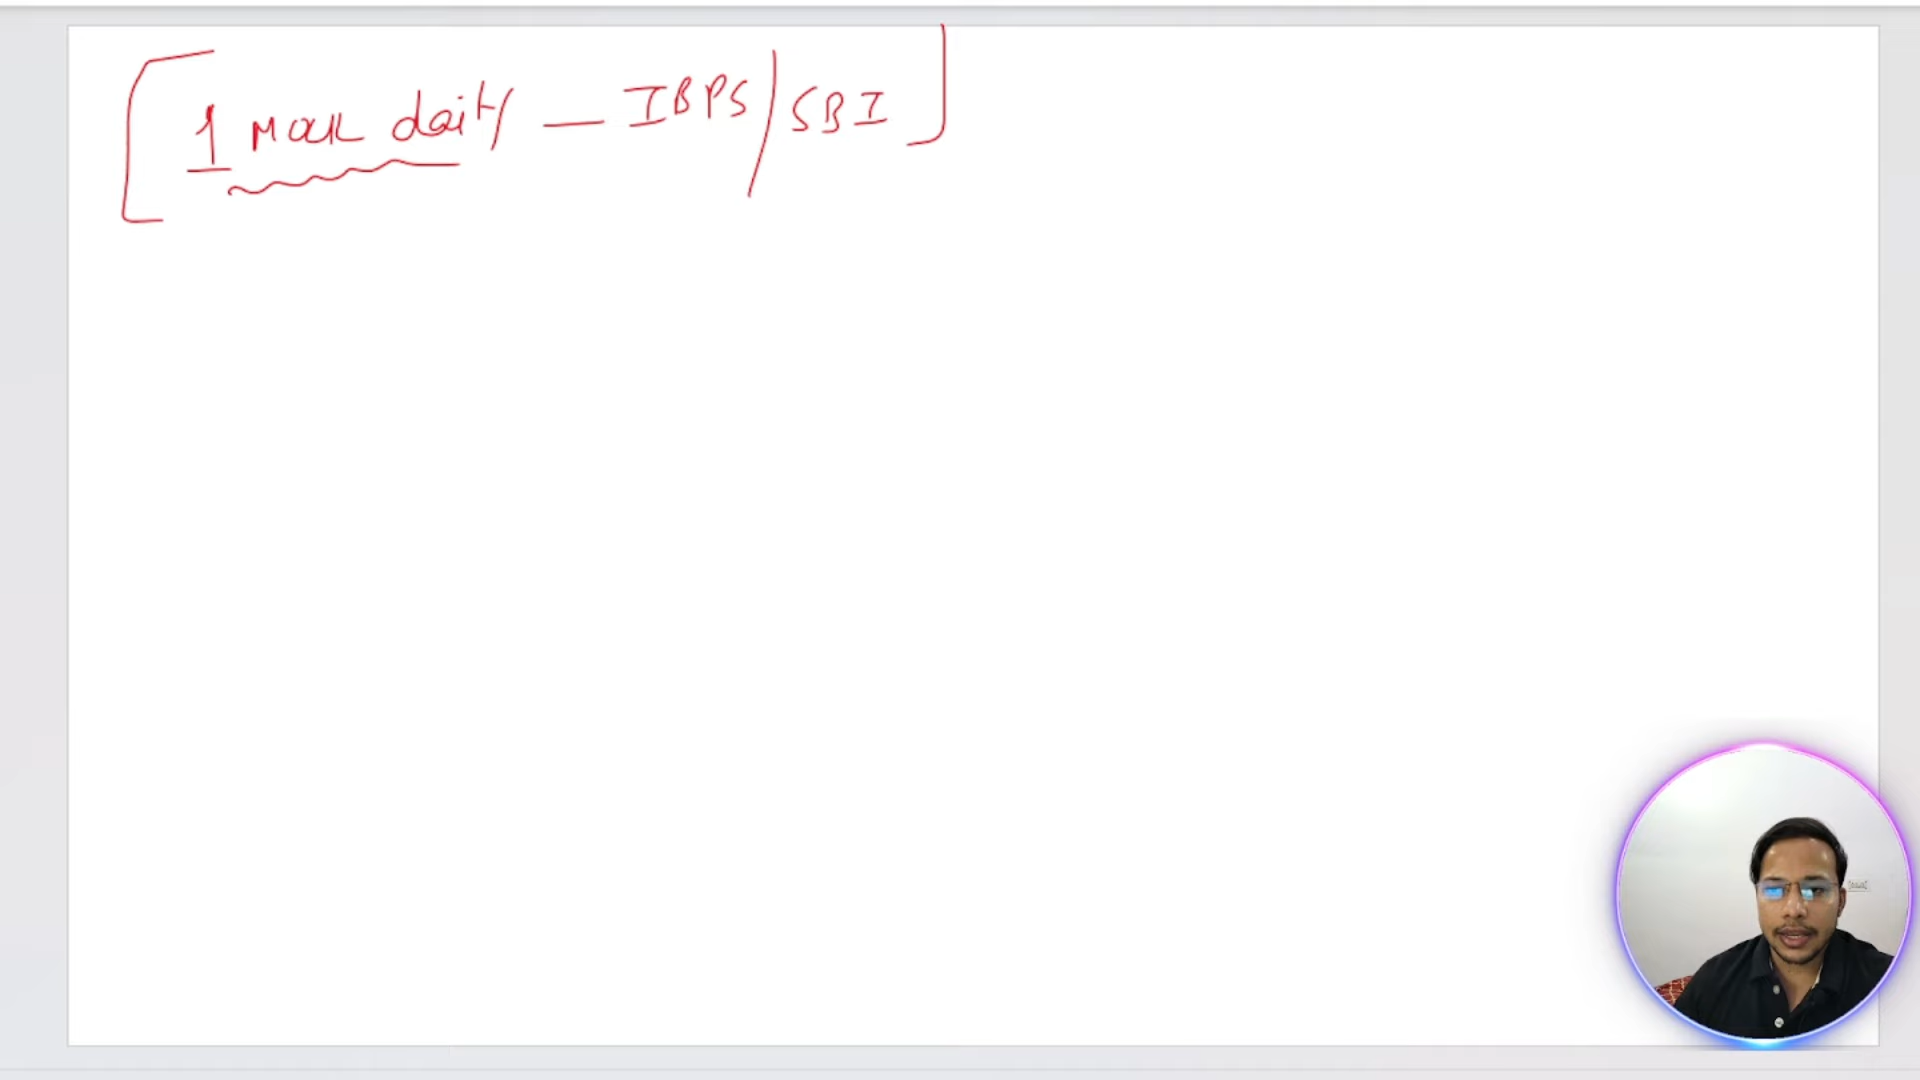 [1 Mock daily — IBPS/SBI]